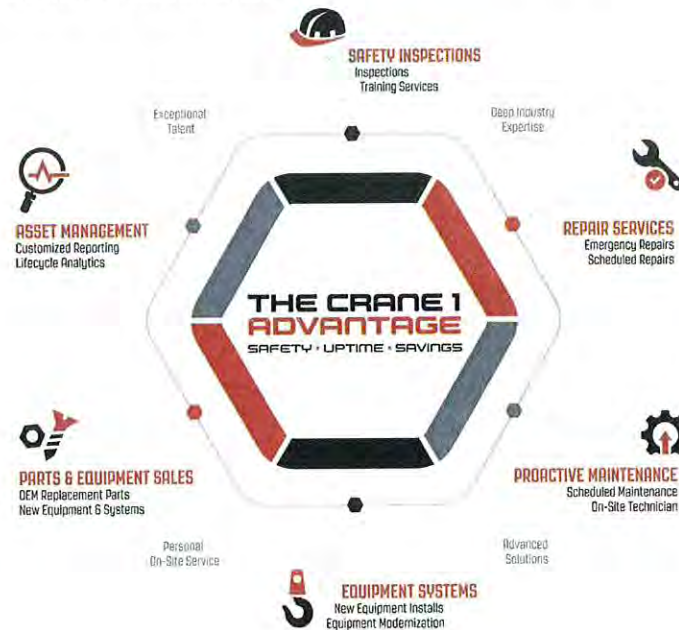 SAFETY INSPECTIONS
Inspections
Training Services
Exceptional
Talent
Deep Industry
Expertise
ASSET MANAGEMENT
Customized Reporting
Lifecycle Analytics
REPAIR SERVICES
Emergency Repairs
Scheduled Repairs
THE CRANE 1
ADVANTAGE
SAFETY · UPTIME · SAVINGS
PARTS & EQUIPMENT SALES
OEM Replacement Parts
New Equipment & Systems
PROACTIVE MAINTENANCE
Scheduled Maintenance
On-Site Technician
Personal
On-Site Service
Advanced
Solutions
EQUIPMENT SYSTEMS
New Equipment Installs
Equipment Modernization